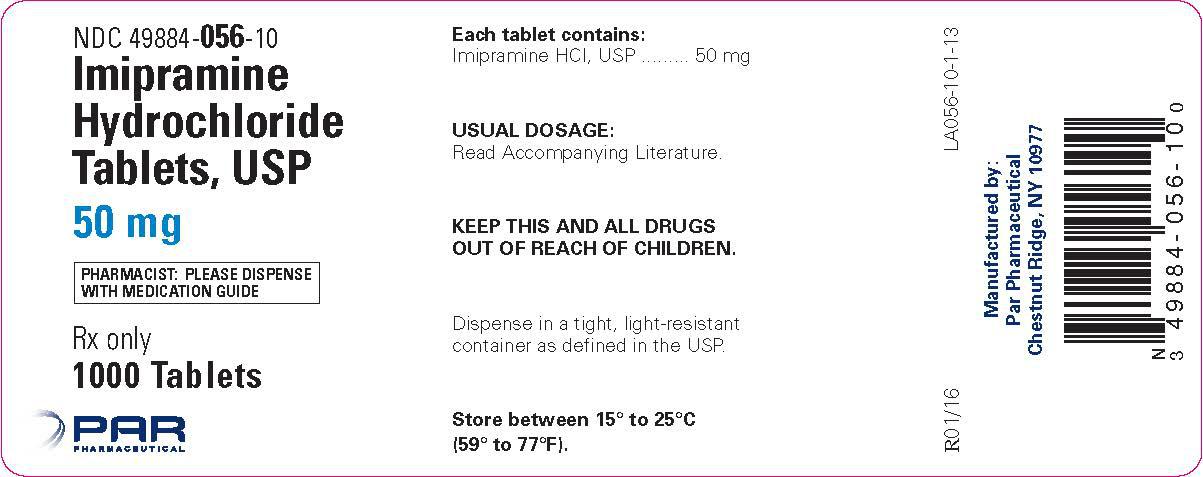 NDC 49884-056-10
Imipramine
Hydrochloride
Tablets, USP
50 mg
PHARMACIST: PLEASE DISPENSE
WITH MEDICATION GUIDE
Rx only
1000 Tablets
PAR
PHARMACEUTICAL
Each tablet contains:
Imipramine HCl, USP ......... 50 mg
USUAL DOSAGE:
Read Accompanying Literature.
KEEP THIS AND ALL DRUGS
OUT OF REACH OF CHILDREN.
Dispense in a tight, light-resistant
container as defined in the USP.
Store between 15° to 25°C
(59° to 77°F).
LA056-10-1-13
R01/16
Manufactured by:
Par Pharmaceutical
Chestnut Ridge, NY 10977
N
3 49884-056-10 0